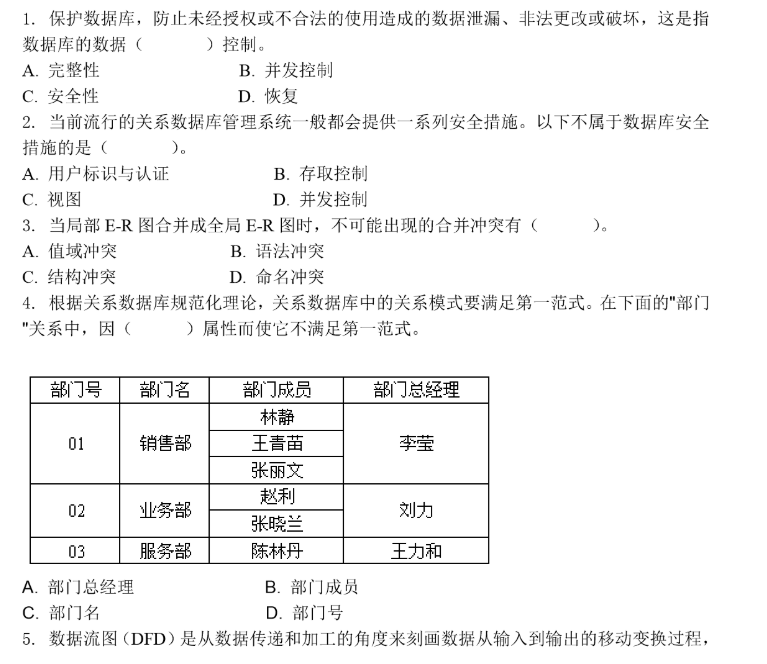 1. 保护数据库，防止未经授权或不合法的使用造成的数据泄漏、非法更改或破坏，这是指
数据库的数据（ ）控制。
A. 完整性 B. 并发控制
C. 安全性 D. 恢复
2. 当前流行的关系数据库管理系统一般都会提供一系列安全措施。以下不属于数据库安全
措施的是（ ）。
A. 用户标识与认证 B. 存取控制
C. 视图 D. 并发控制
3. 当局部 E-R 图合并成全局 E-R 图时，不可能出现的合并冲突有（ ）。
A. 值域冲突 B. 语法冲突
C. 结构冲突 D. 命名冲突
4. 根据关系数据库规范化理论，关系数据库中的关系模式要满足第一范式。在下面的"部门
"关系中，因（ ）属性而使它不满足第一范式。
部门号 部门名 部门成员 部门总经理
林静
01 销售部 王青苗 李莹
张丽文
赵利
02 业务部 刘力
张晓兰
03 服务部 陈林丹 王力和
A. 部门总经理 B. 部门成员
C. 部门名 D. 部门号
5. 数据流图（DFD）是从数据传递和加工的角度来刻画数据从输入到输出的移动变换过程，